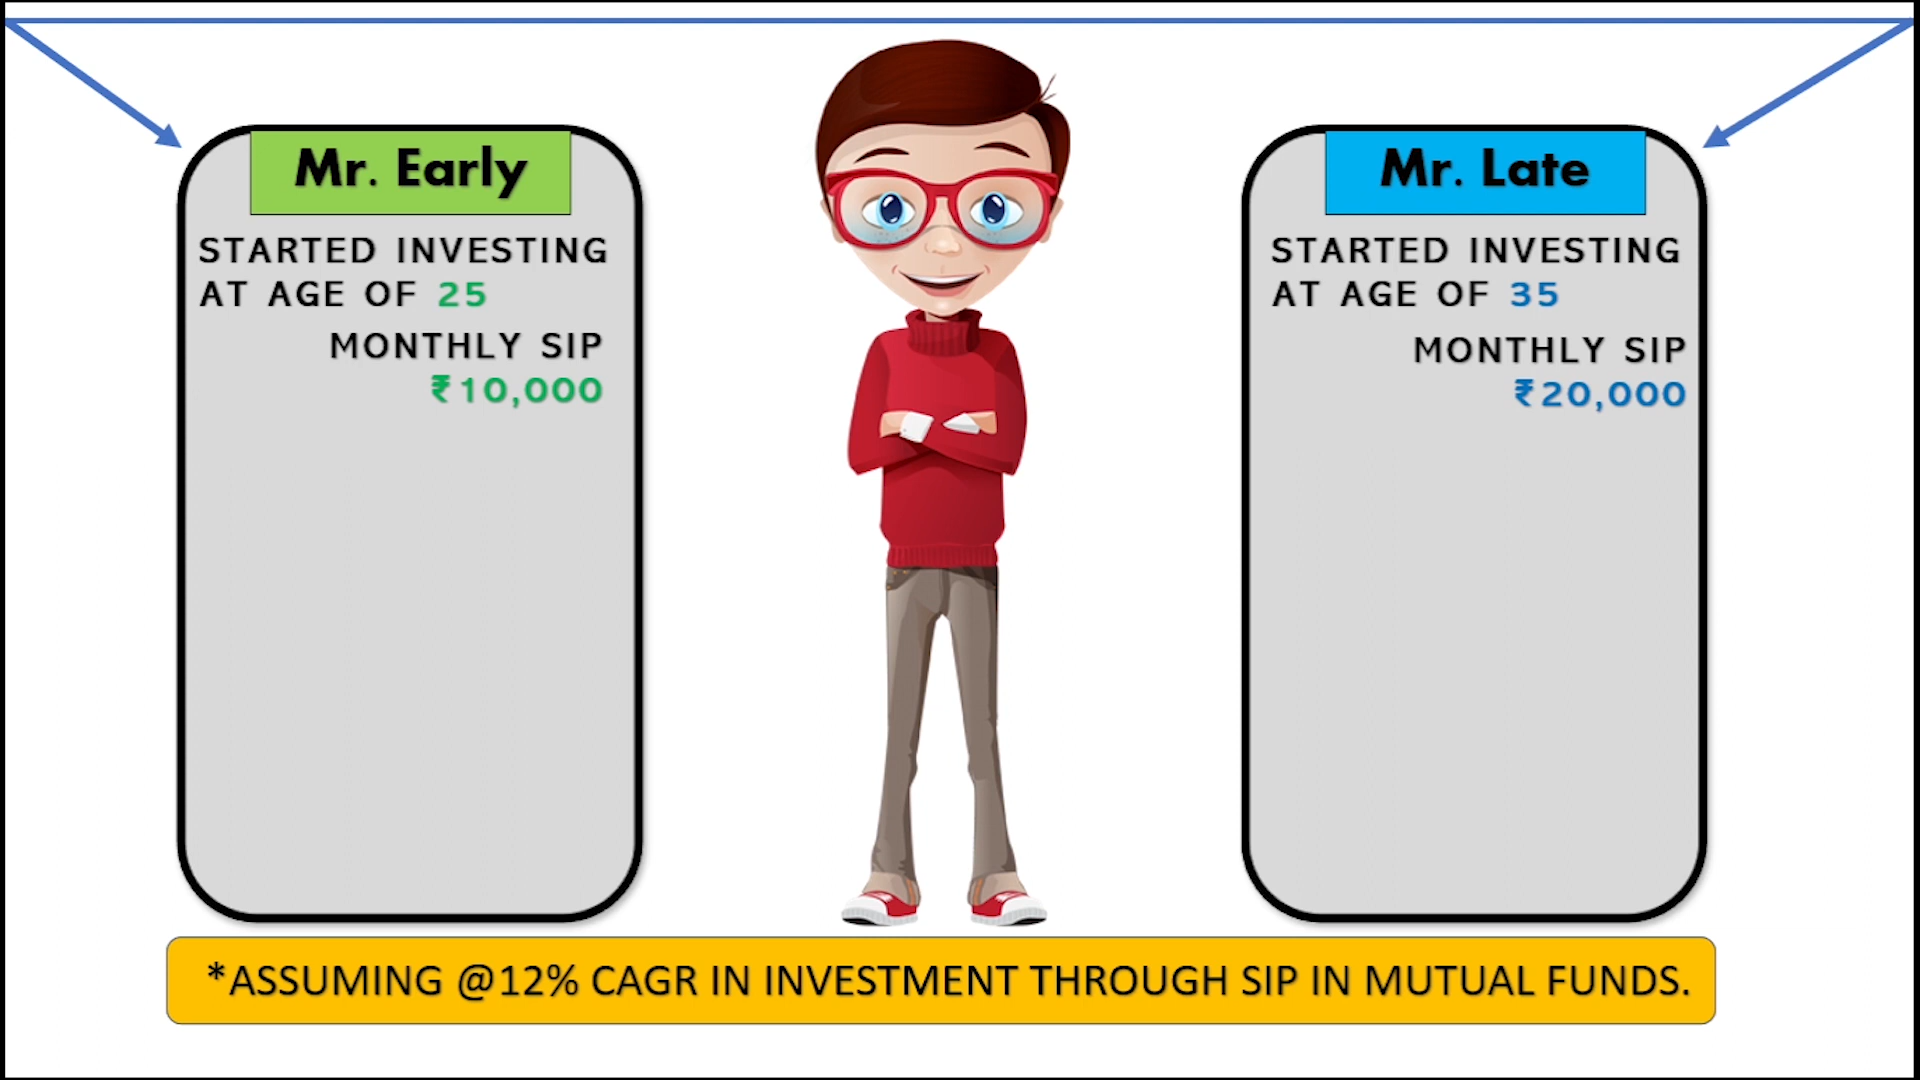 Mr. Early
STARTED INVESTING
AT AGE OF 25
MONTHLY SIP
₹10,000
Mr. Late
STARTED INVESTING
AT AGE OF 35
MONTHLY SIP
₹20,000
*ASSUMING @12% CAGR IN INVESTMENT THROUGH SIP IN MUTUAL FUNDS.